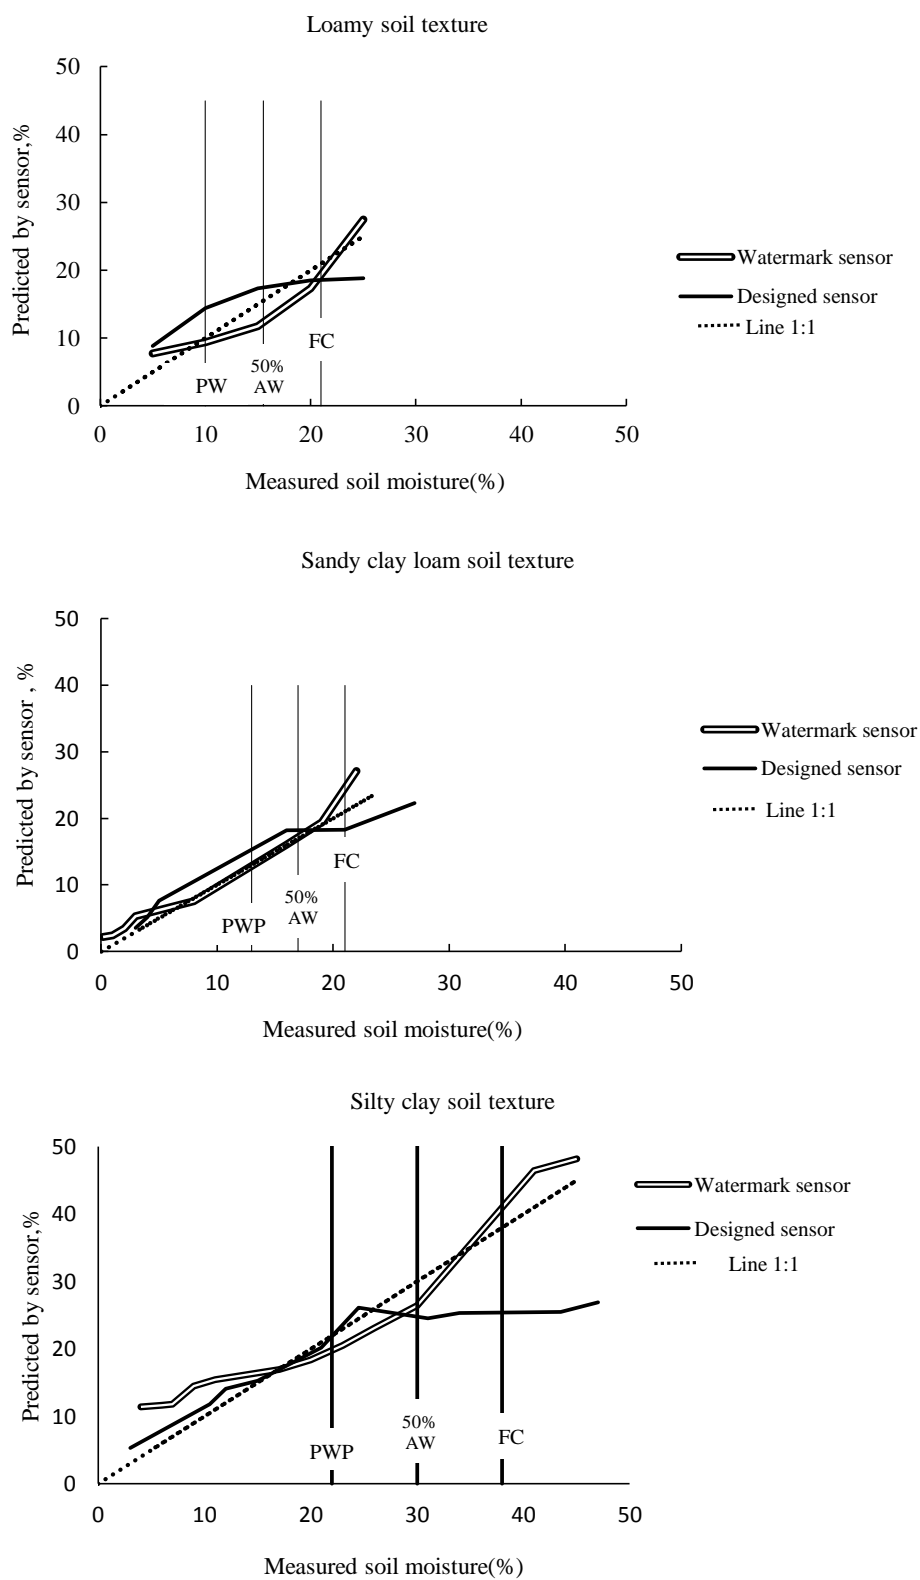 Loamy soil texture
50
40
30
20
10
0
Predicted by sensor,%
PW
50%
AW
FC
0 10 20 30 40 50
Measured soil moisture(%)
Watermark sensor
Designed sensor
Line 1:1
Sandy clay loam soil texture
50
40
30
20
10
0
Predicted by sensor , %
PWP
50%
AW
FC
0 10 20 30 40 50
Measured soil moisture(%)
Watermark sensor
Designed sensor
Line 1:1
Silty clay soil texture
50
40
30
20
10
0
Predicted by sensor,%
PWP
50%
AW
FC
0 10 20 30 40 50
Measured soil moisture(%)
Watermark sensor
Designed sensor
Line 1:1